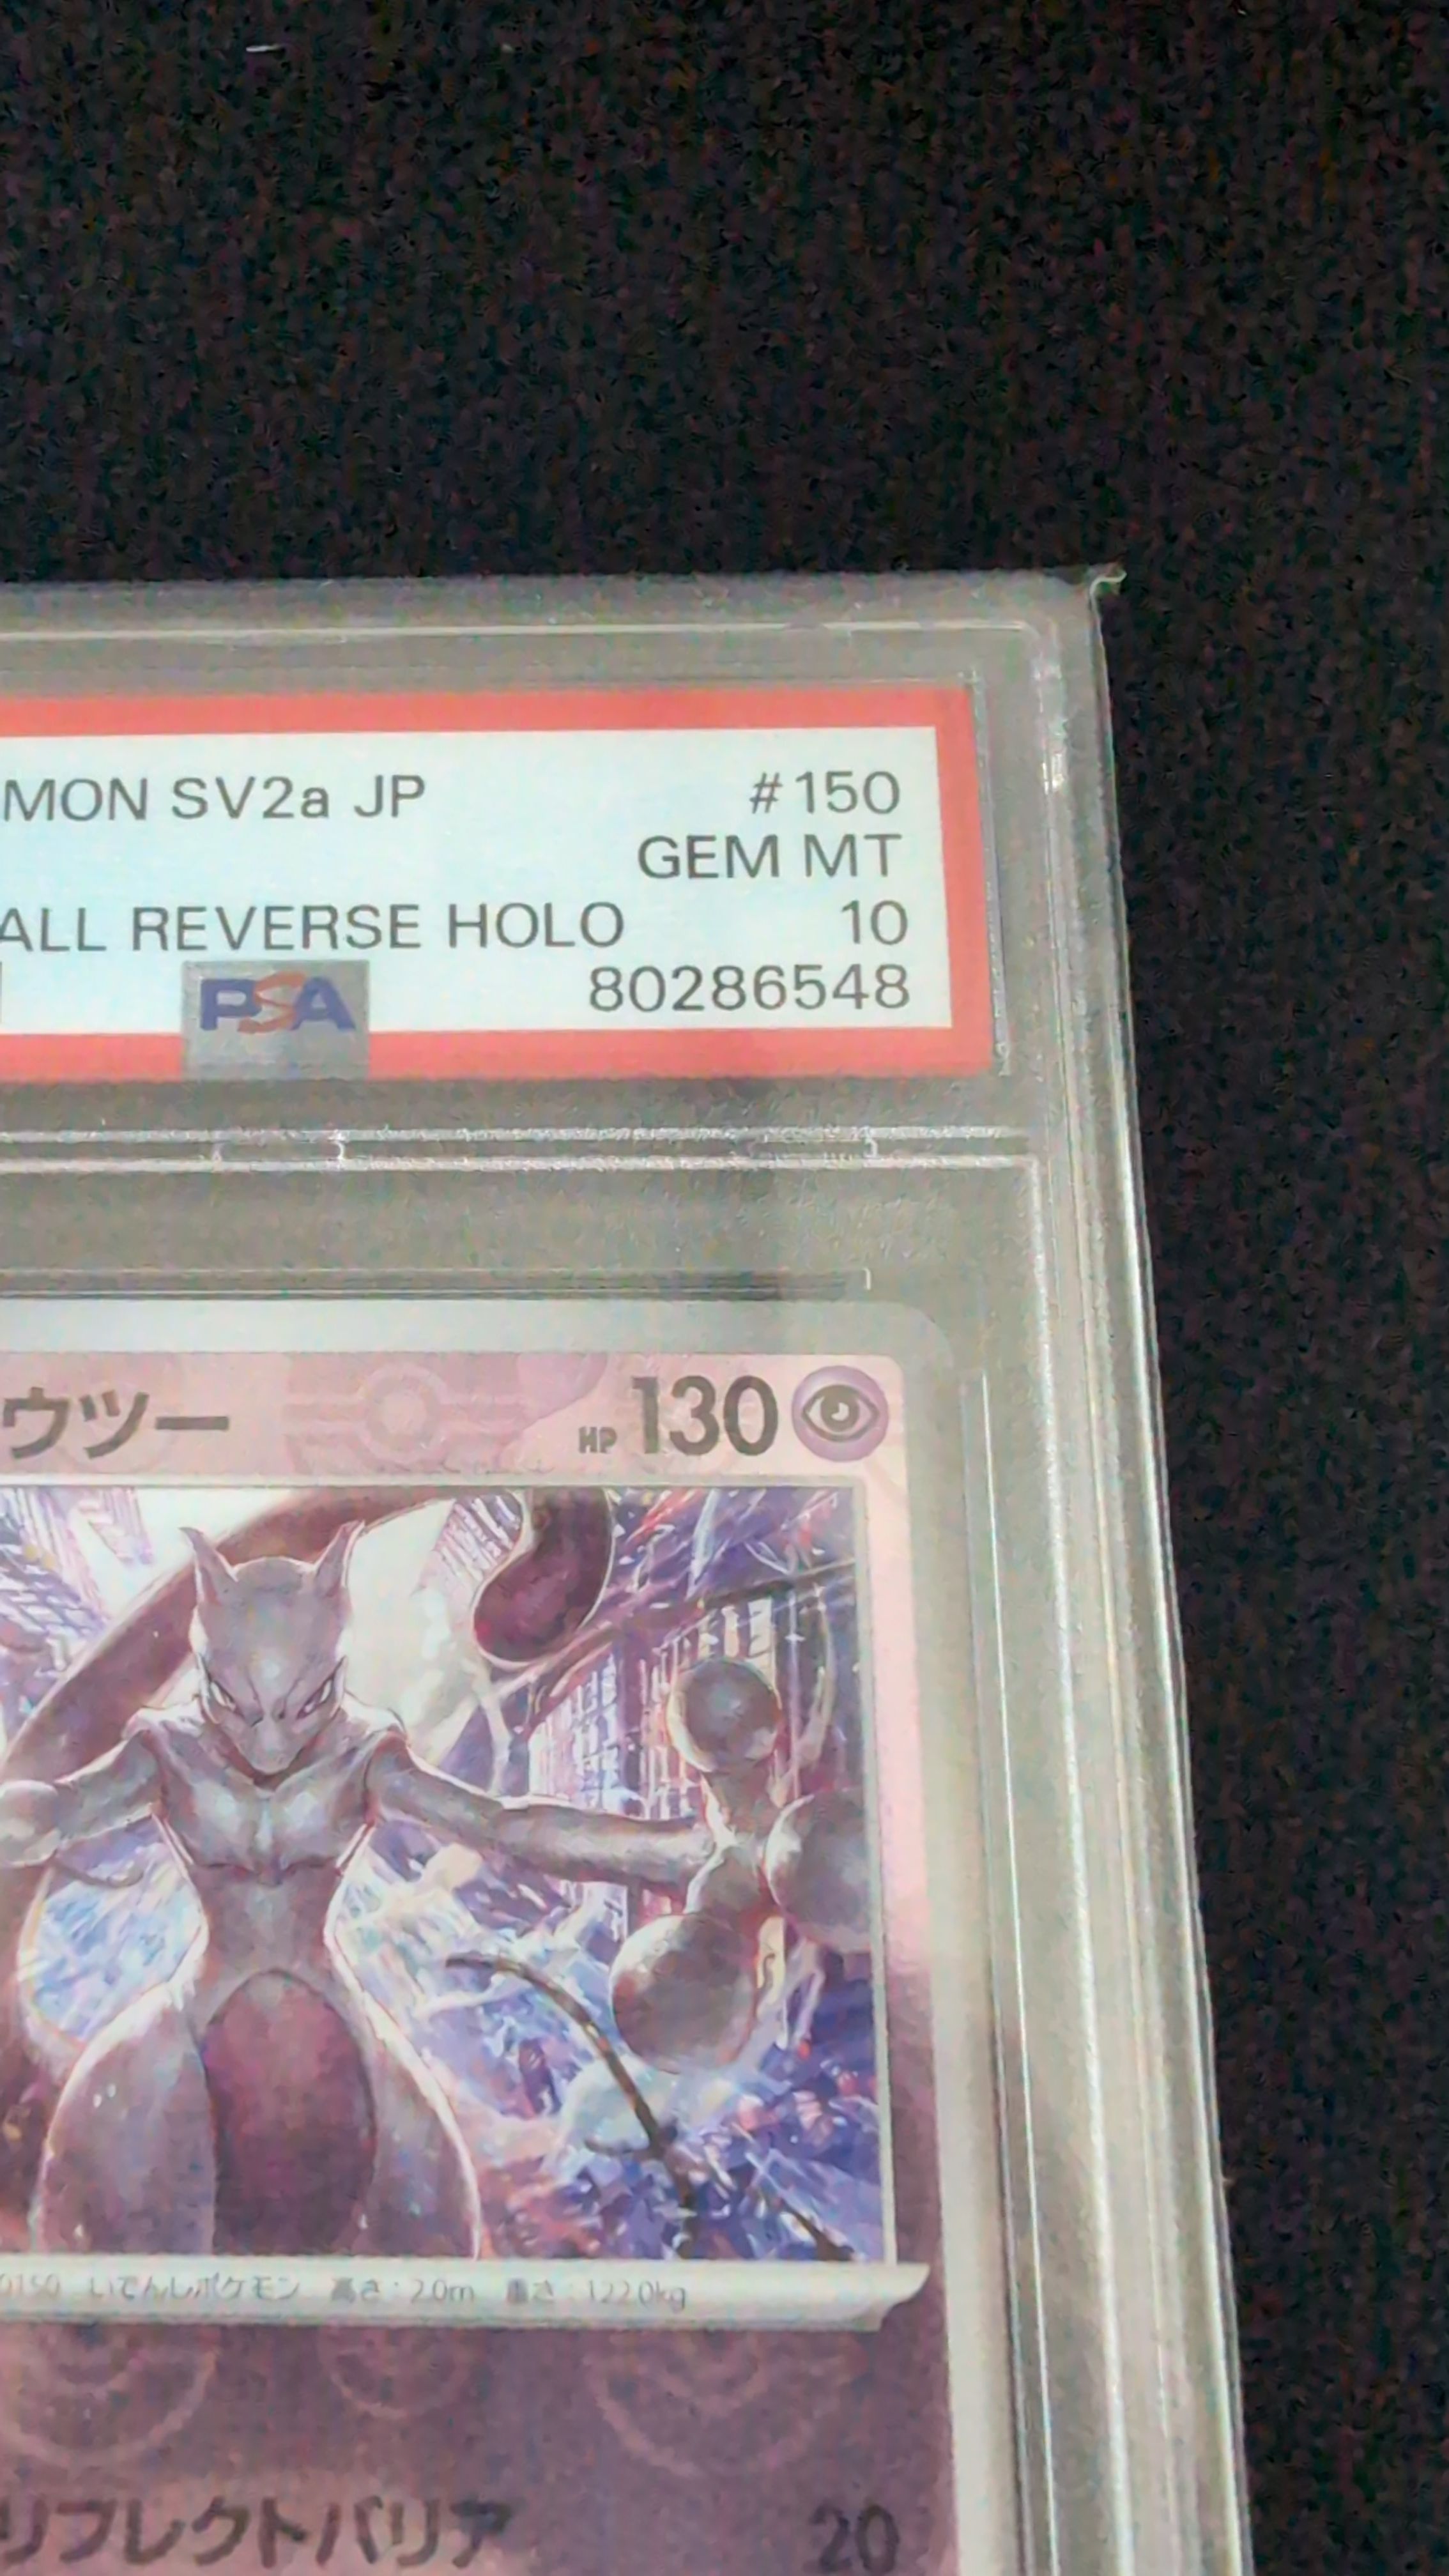 MON SV2a JP #150
GEM MT
ALL REVERSE HOLO 10
PSA 80286548
ウツー HP 130
0150 いでんしポケモン 高さ:2.0m 重さ:122.0kg
リフレクトバリア 20